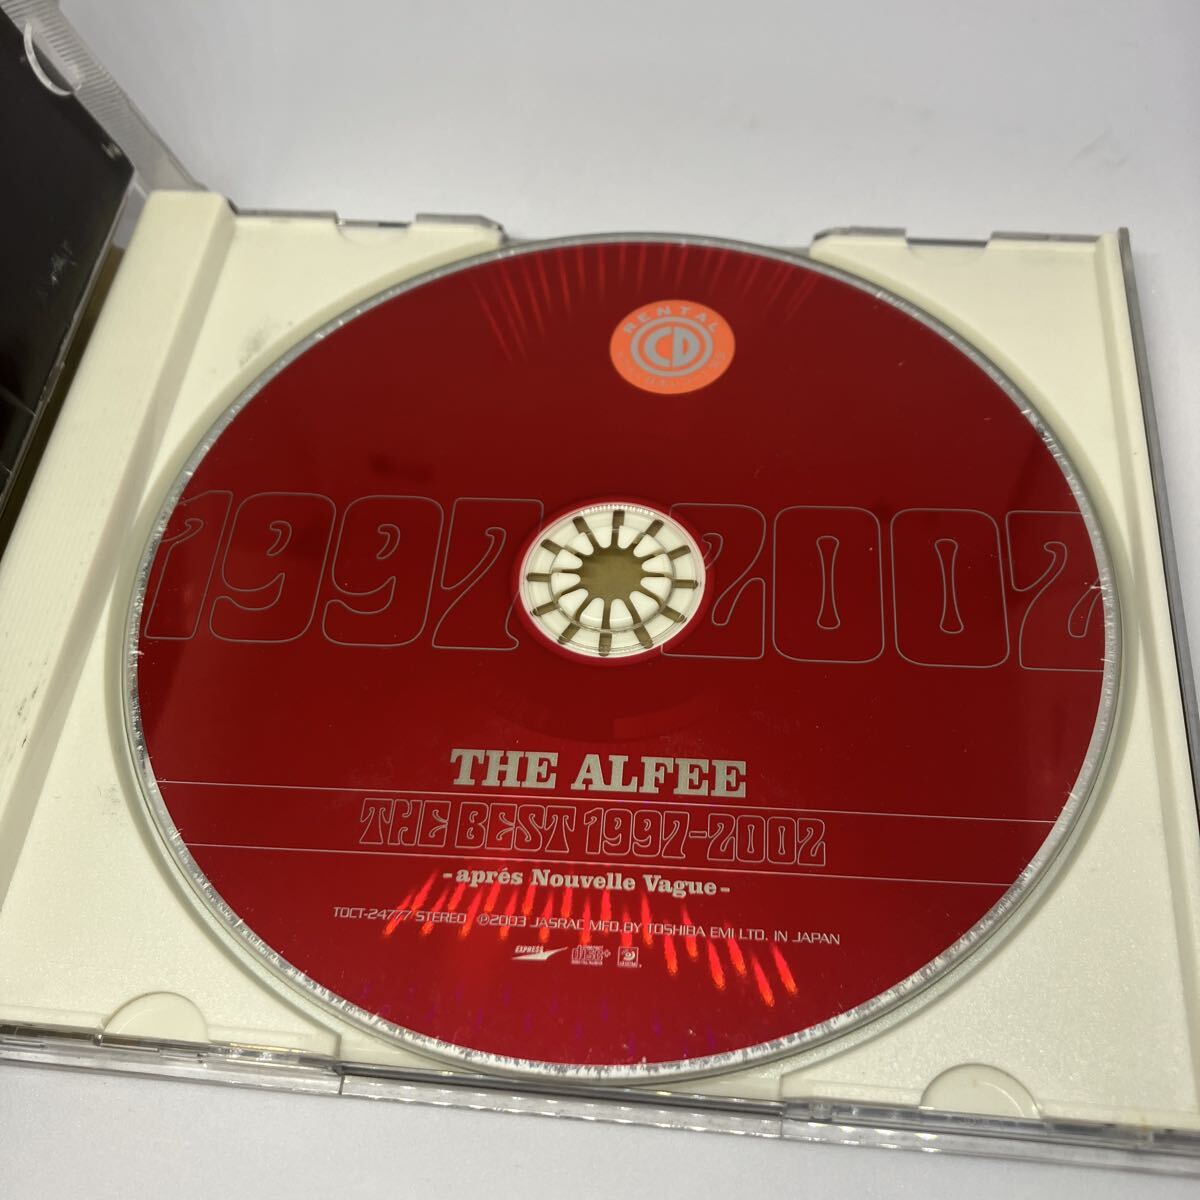 RENTAL
CD
1997 2002
THE ALFEE
THE BEST 1997-2002
- aprés Nouvelle Vague -
TOCT-24777 STEREO ℗2003 JASRAC MFD.BY TOSHIBA EMI LTD. IN JAPAN
EXPRESS